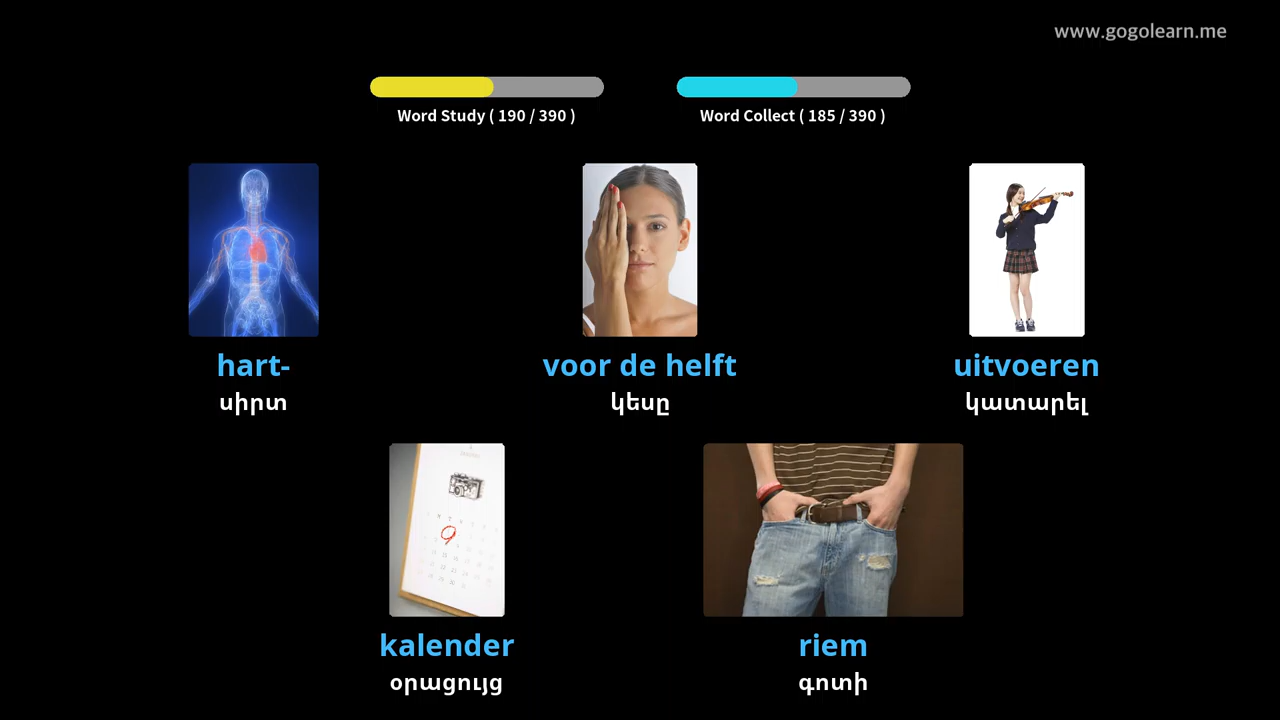 www.gogolearn.me
Word Study ( 190 / 390 )
Word Collect ( 185 / 390 )
hart-
սիրտ
voor de helft
կեսը
uitvoeren
կատարել
kalender
օրացույց
riem
գոտի